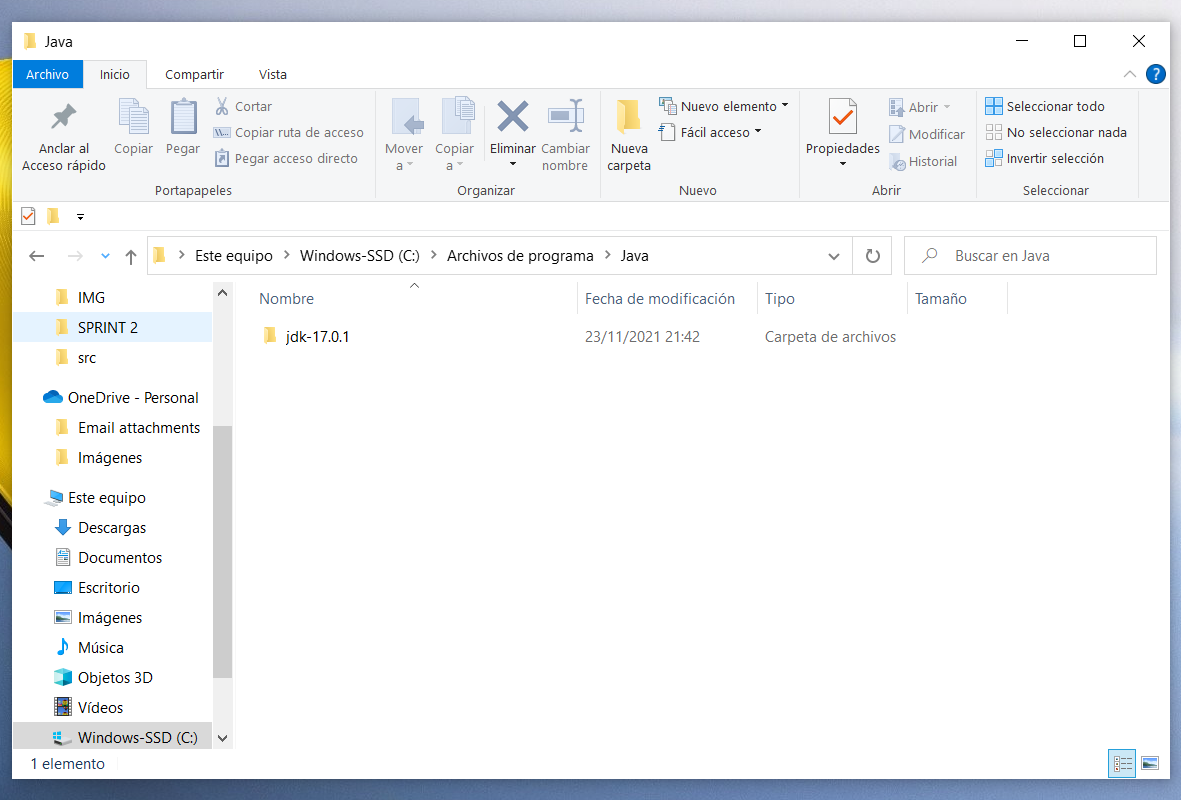 Java
Archivo Inicio Compartir Vista
Anclar al Acceso rápido
Copiar
Pegar
Cortar
Copiar ruta de acceso
Pegar acceso directo
Portapapeles
Mover a
Copiar a
Eliminar
Cambiar nombre
Organizar
Nueva carpeta
Nuevo elemento
Fácil acceso
Nuevo
Propiedades
Abrir
Modificar
Historial
Abrir
Seleccionar todo
No seleccionar nada
Invertir selección
Seleccionar
Este equipo > Windows-SSD (C:) > Archivos de programa > Java
Buscar en Java
IMG
SPRINT 2
src
OneDrive - Personal
Email attachments
Imágenes
Este equipo
Descargas
Documentos
Escritorio
Imágenes
Música
Objetos 3D
Vídeos
Windows-SSD (C:)
Nombre Fecha de modificación Tipo Tamaño
jdk-17.0.1 23/11/2021 21:42 Carpeta de archivos
1 elemento